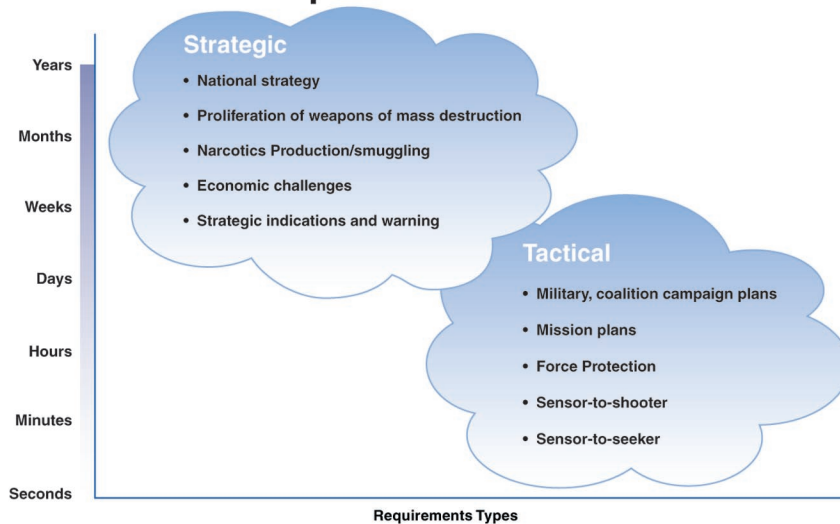 Strategic
• National strategy
• Proliferation of weapons of mass destruction
• Narcotics Production/smuggling
• Economic challenges
• Strategic indications and warning
Tactical
• Military, coalition campaign plans
• Mission plans
• Force Protection
• Sensor-to-shooter
• Sensor-to-seeker
Years
Months
Weeks
Days
Hours
Minutes
Seconds
Requirements Types